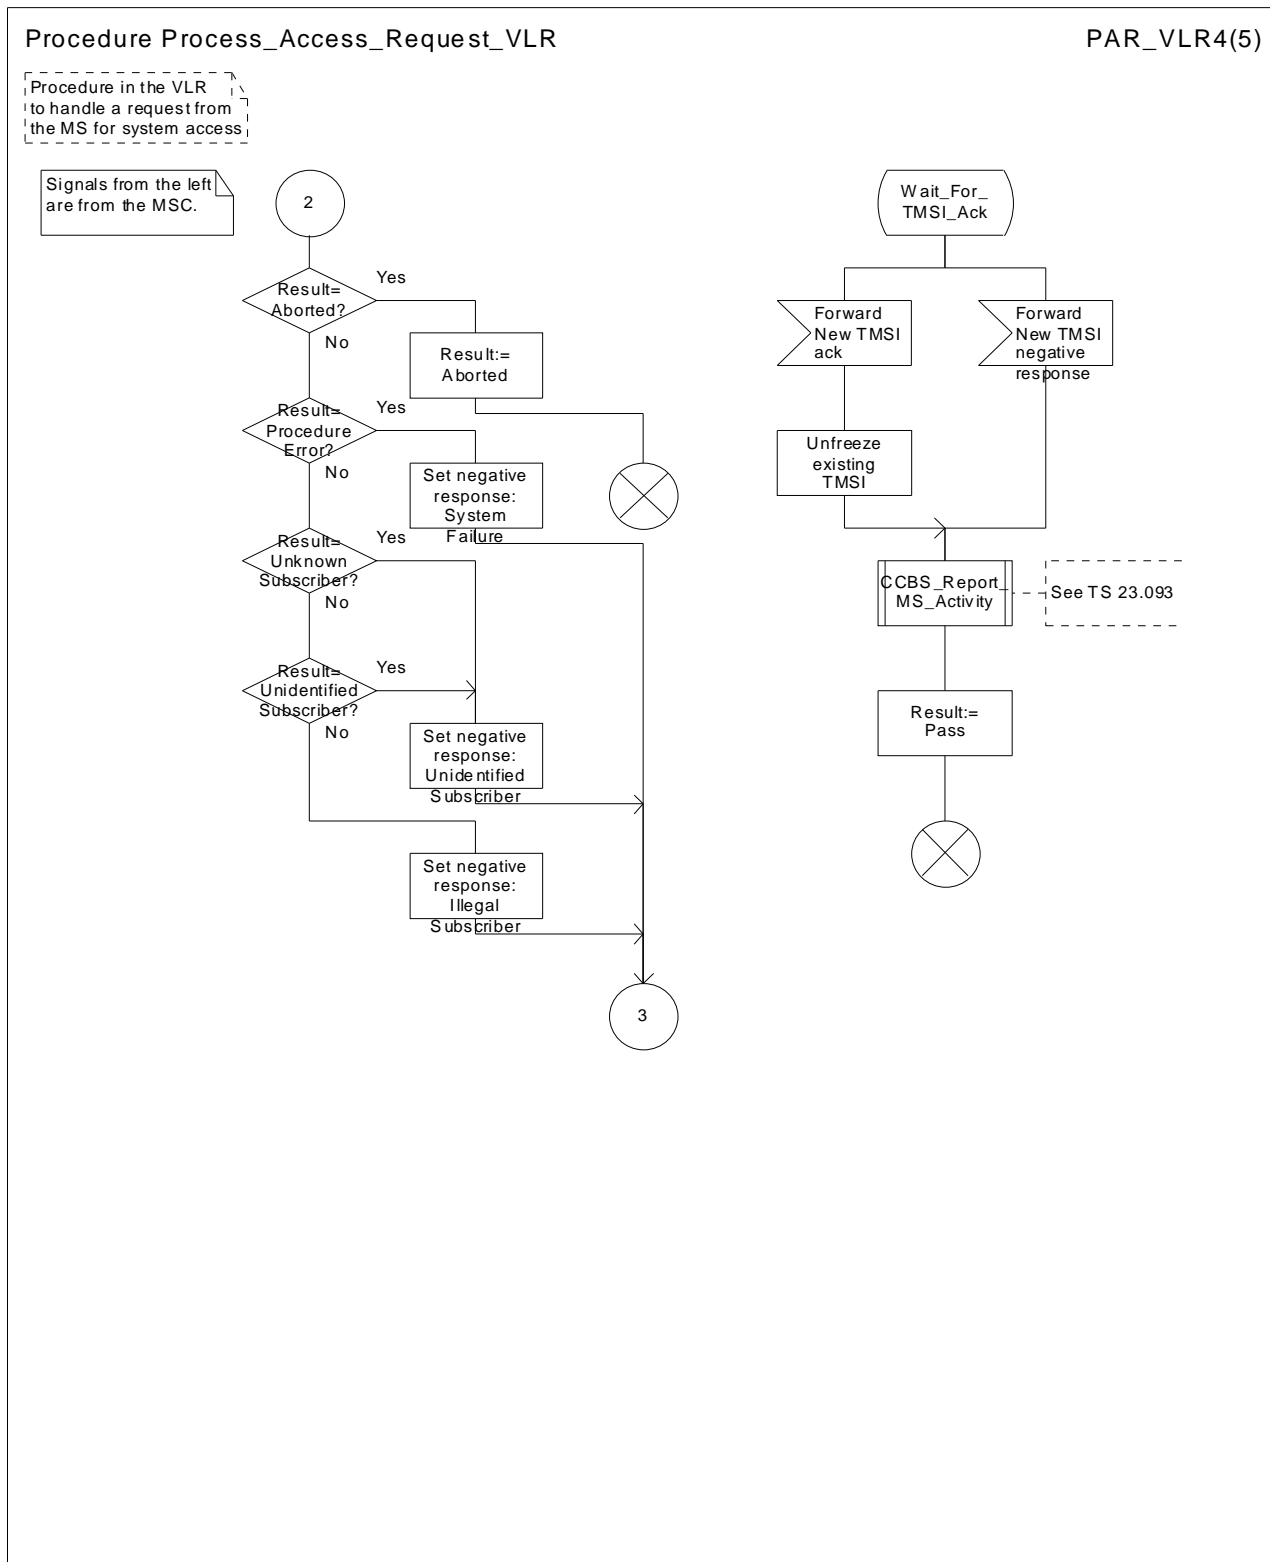 Procedure Process_Access_Request_VLR
PAR_VLR4(5)
Procedure in the VLR
to handle a request from
the MS for system access
Signals from the left
are from the MSC.
2
Result=
Aborted?
Yes
No
Result:=
Aborted
Result=
Procedure
Error?
Yes
No
Set negative
response:
System
Failure
Result=
Unknown
Subscriber?
Yes
No
Result=
Unidentified
Subscriber?
Yes
No
Set negative
response:
Unidentified
Subscriber
Set negative
response:
Illegal
Subscriber
3
Wait_For_
TMSI_Ack
Forward
New TMSI
ack
Forward
New TMSI
negative
response
Unfreeze
existing
TMSI
CCBS_Report_
MS_Activity
See TS 23.093
Result:=
Pass